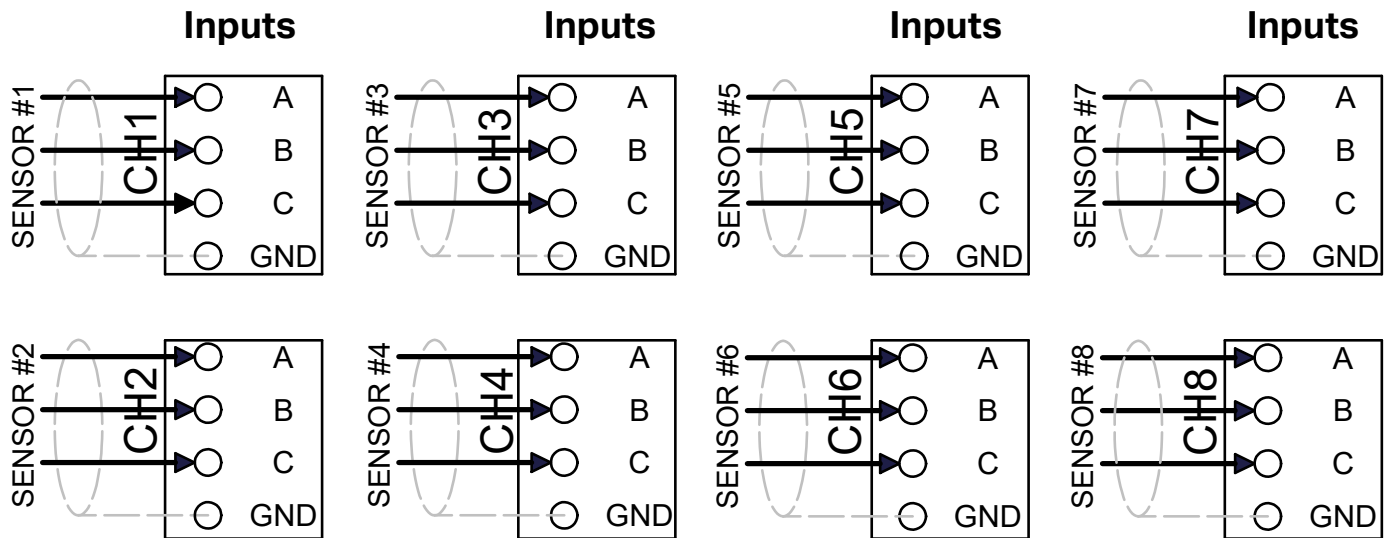 Inputs
SENSOR #1
CH1
A
B
C
GND
Inputs
SENSOR #3
CH3
A
B
C
GND
Inputs
SENSOR #5
CH5
A
B
C
GND
Inputs
SENSOR #7
CH7
A
B
C
GND
SENSOR #2
CH2
A
B
C
GND
SENSOR #4
CH4
A
B
C
GND
SENSOR #6
CH6
A
B
C
GND
SENSOR #8
CH8
A
B
C
GND